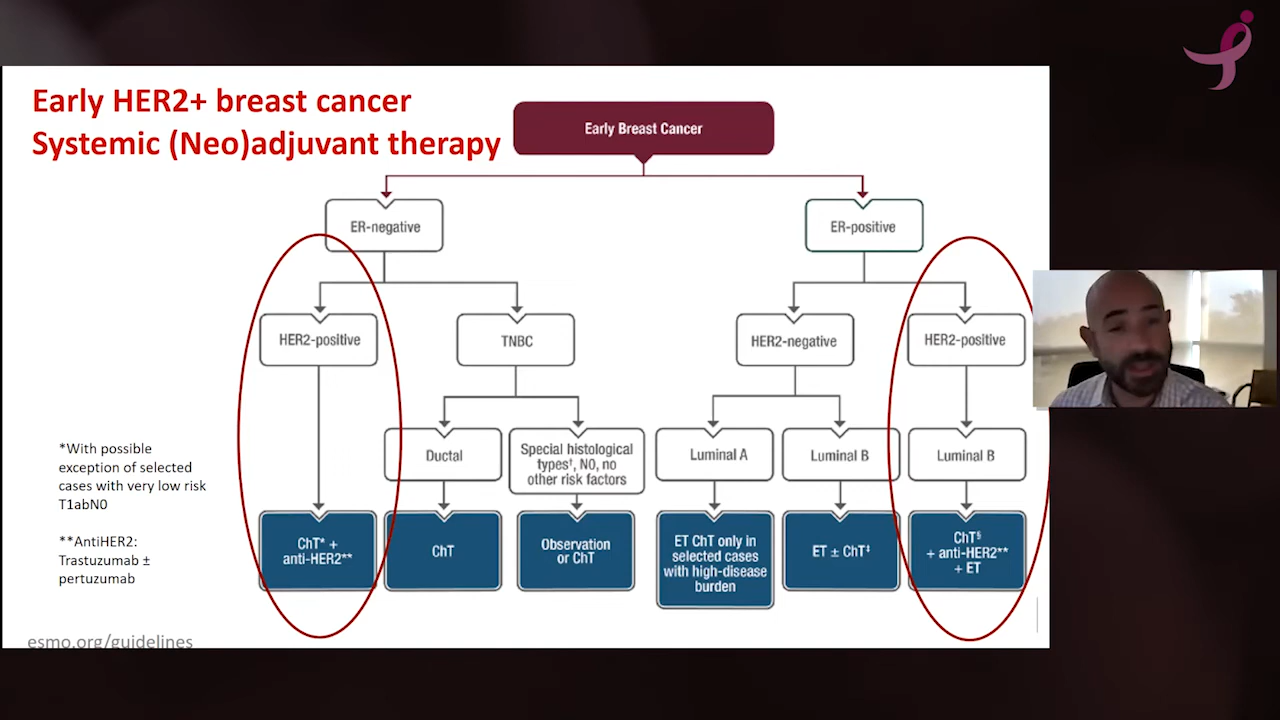 Early HER2+ breast cancer
Systemic (Neo)adjuvant therapy
Early Breast Cancer
ER-negative
ER-positive
HER2-positive
TNBC
HER2-negative
HER2-positive
Ductal
Special histological
types†, N0, no
other risk factors
Luminal A
Luminal B
Luminal B
ChT* +
anti-HER2**
ChT
Observation
or ChT
ET ChT only in
selected cases
with high-disease
burden
ET ± ChT‡
ChT§
+ anti-HER2**
+ ET
*With possible
exception of selected
cases with very low risk
T1abN0
**AntiHER2:
Trastuzumab ±
pertuzumab
esmo.org/guidelines